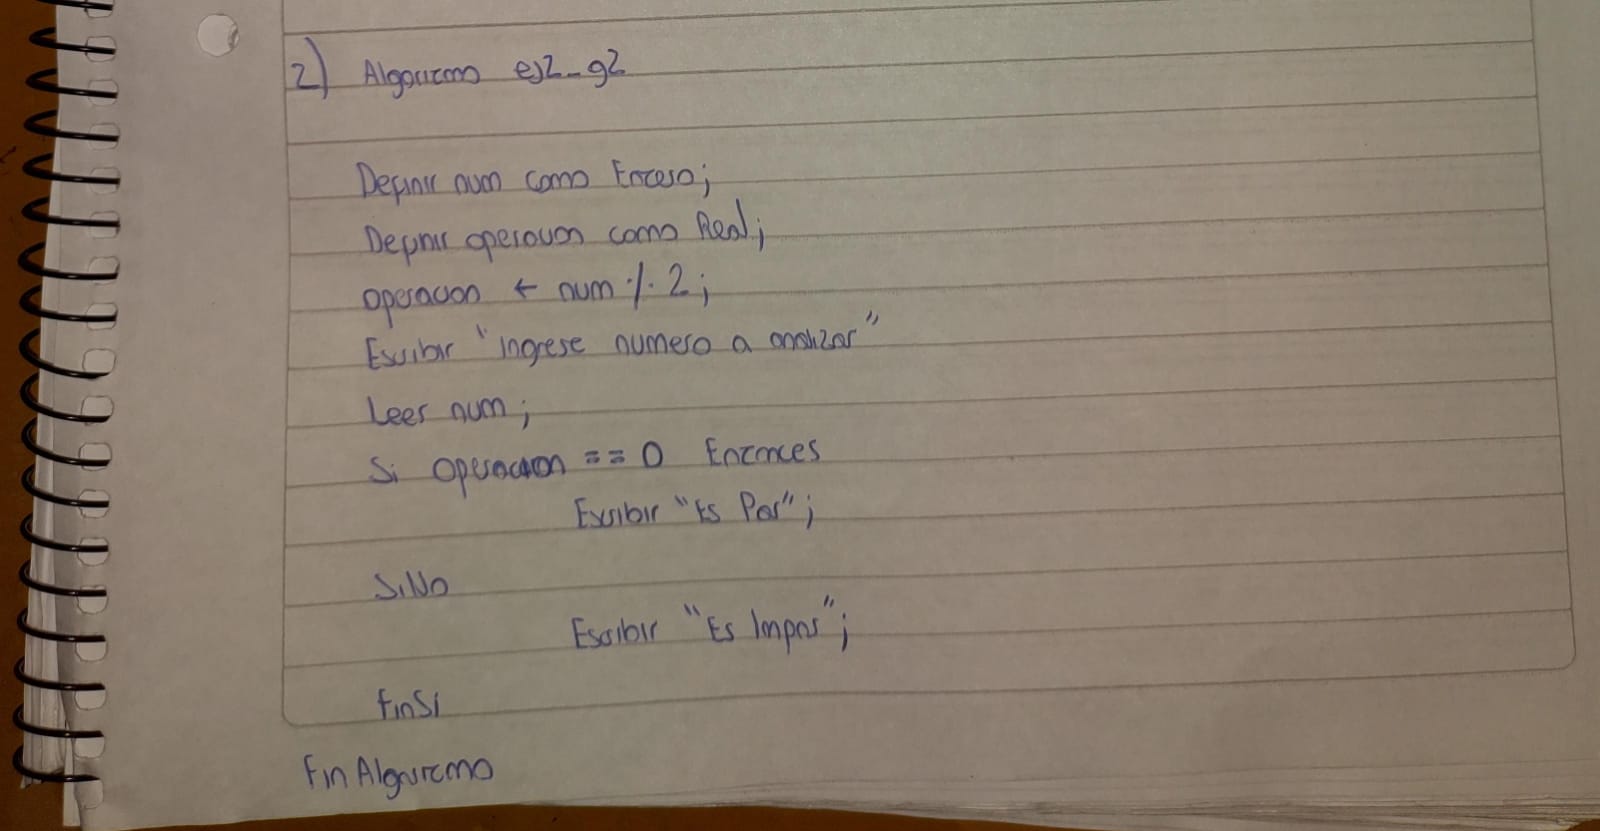 2) Algoritmo ej2_g2
Definir num como Entero;
Definir operacion como Real;
operacion ← num % 2;
Escribir "ingrese numero a analizar"
Leer num;
Si operacion == 0 Entonces
Escribir "Es Par";
SiNo
Escribir "Es Impar";
FinSi
Fin Algoritmo